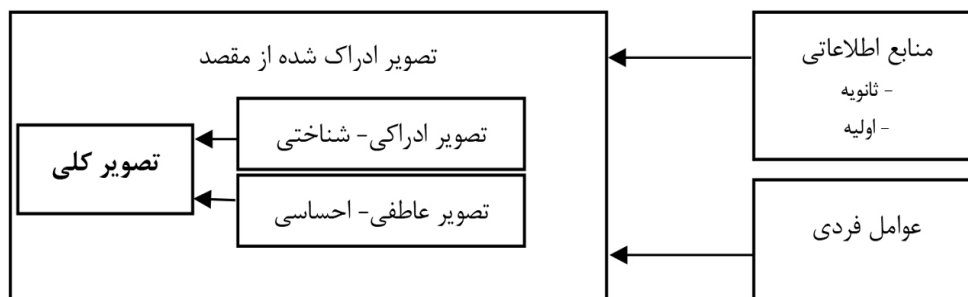 منابع اطلاعاتی
- ثانویه
- اولیه
عوامل فردی
تصویر ادراک شده از مقصد
تصویر ادراکی- شناختی
تصویر عاطفی- احساسی
تصویر کلی